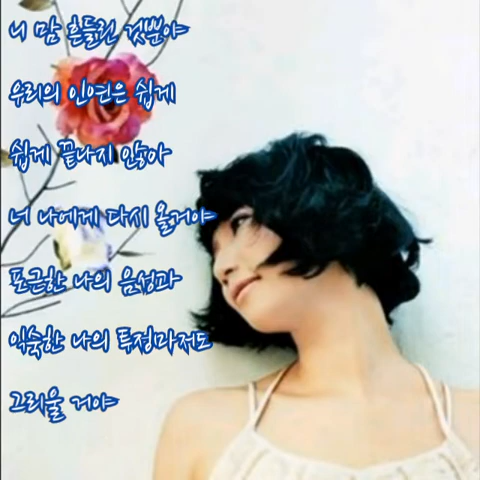 니 맘 흔들린 것뿐야
우리의 인연은 쉽게
쉽게 끝나지 않아
너 나에게 다시 올거야
포근한 나의 음성과
익숙한 나의 투정마저도
그리울 거야